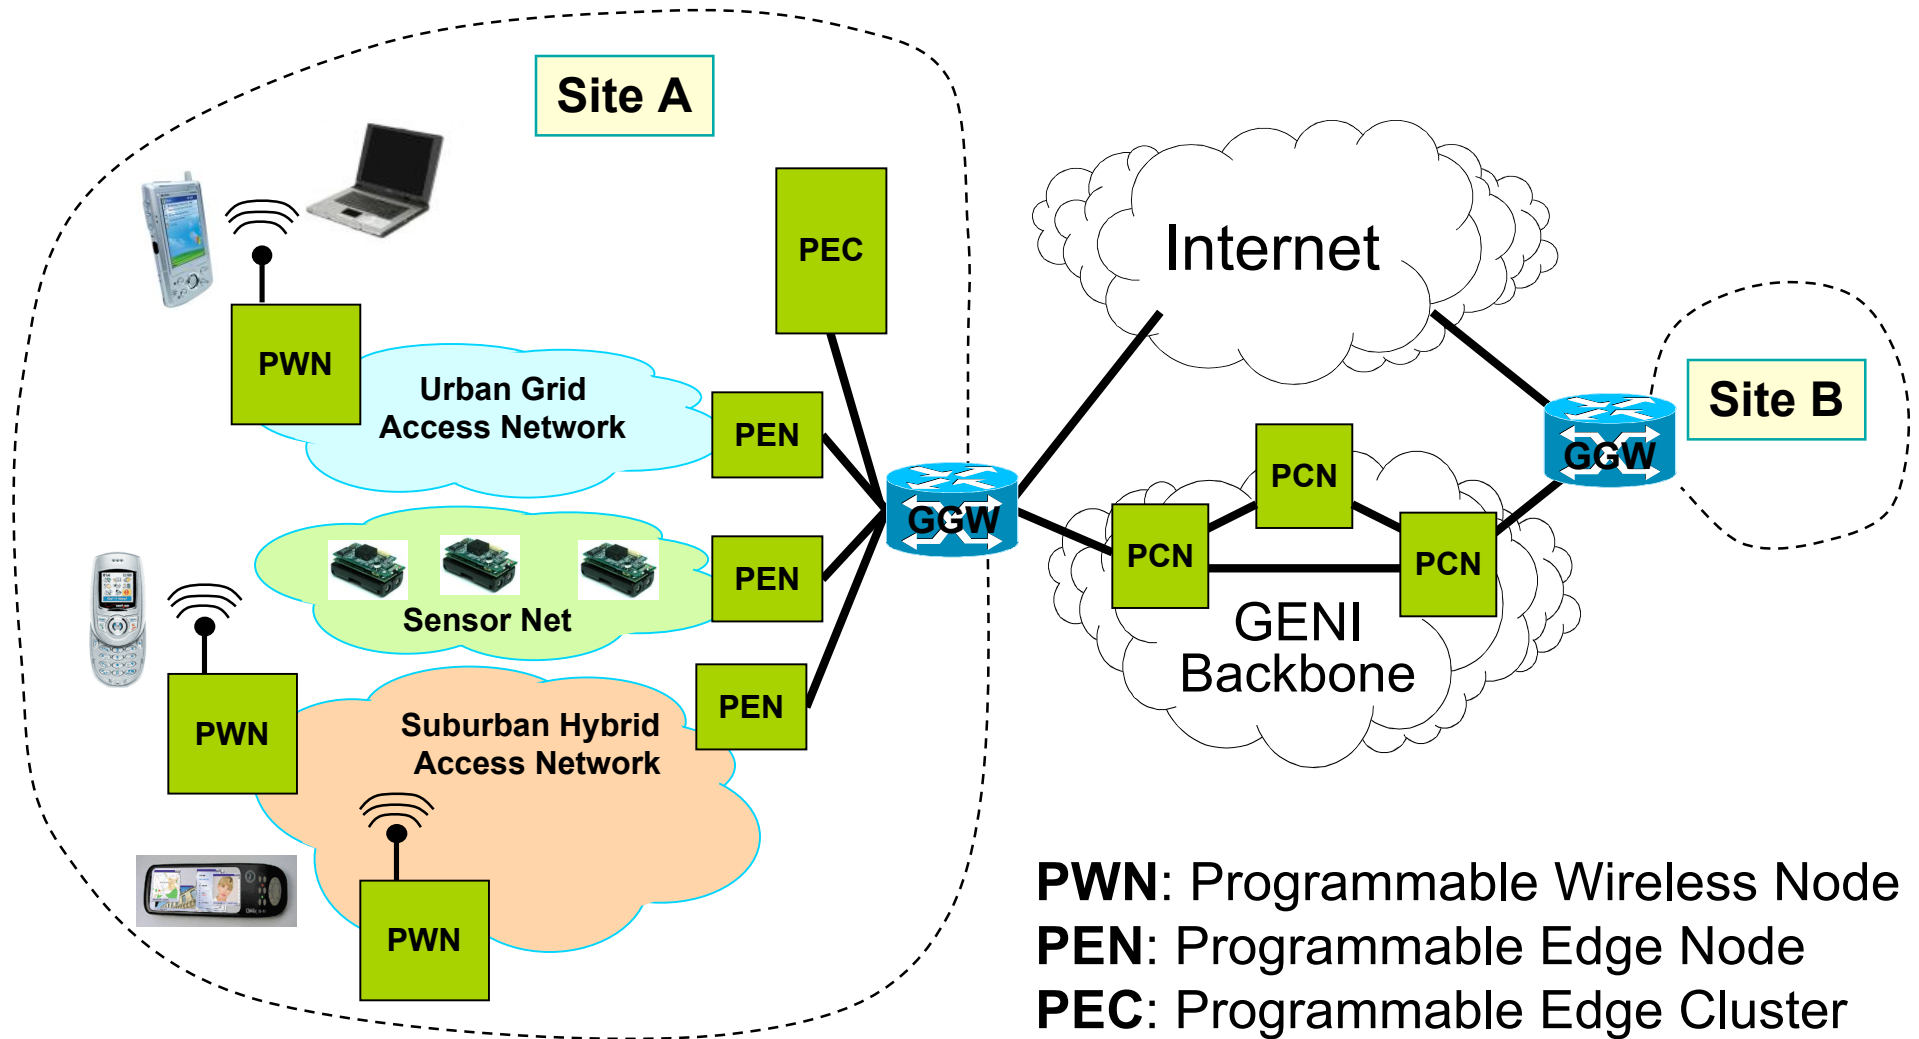 Site A
PEC
Internet
PWN
Urban Grid
Access Network
PEN
Site B
GGW
PCN
GGW
PCN
PCN
PEN
Sensor Net
GENI
Backbone
PEN
Suburban Hybrid
Access Network
PWN
PWN
PWN: Programmable Wireless Node
PEN: Programmable Edge Node
PEC: Programmable Edge Cluster